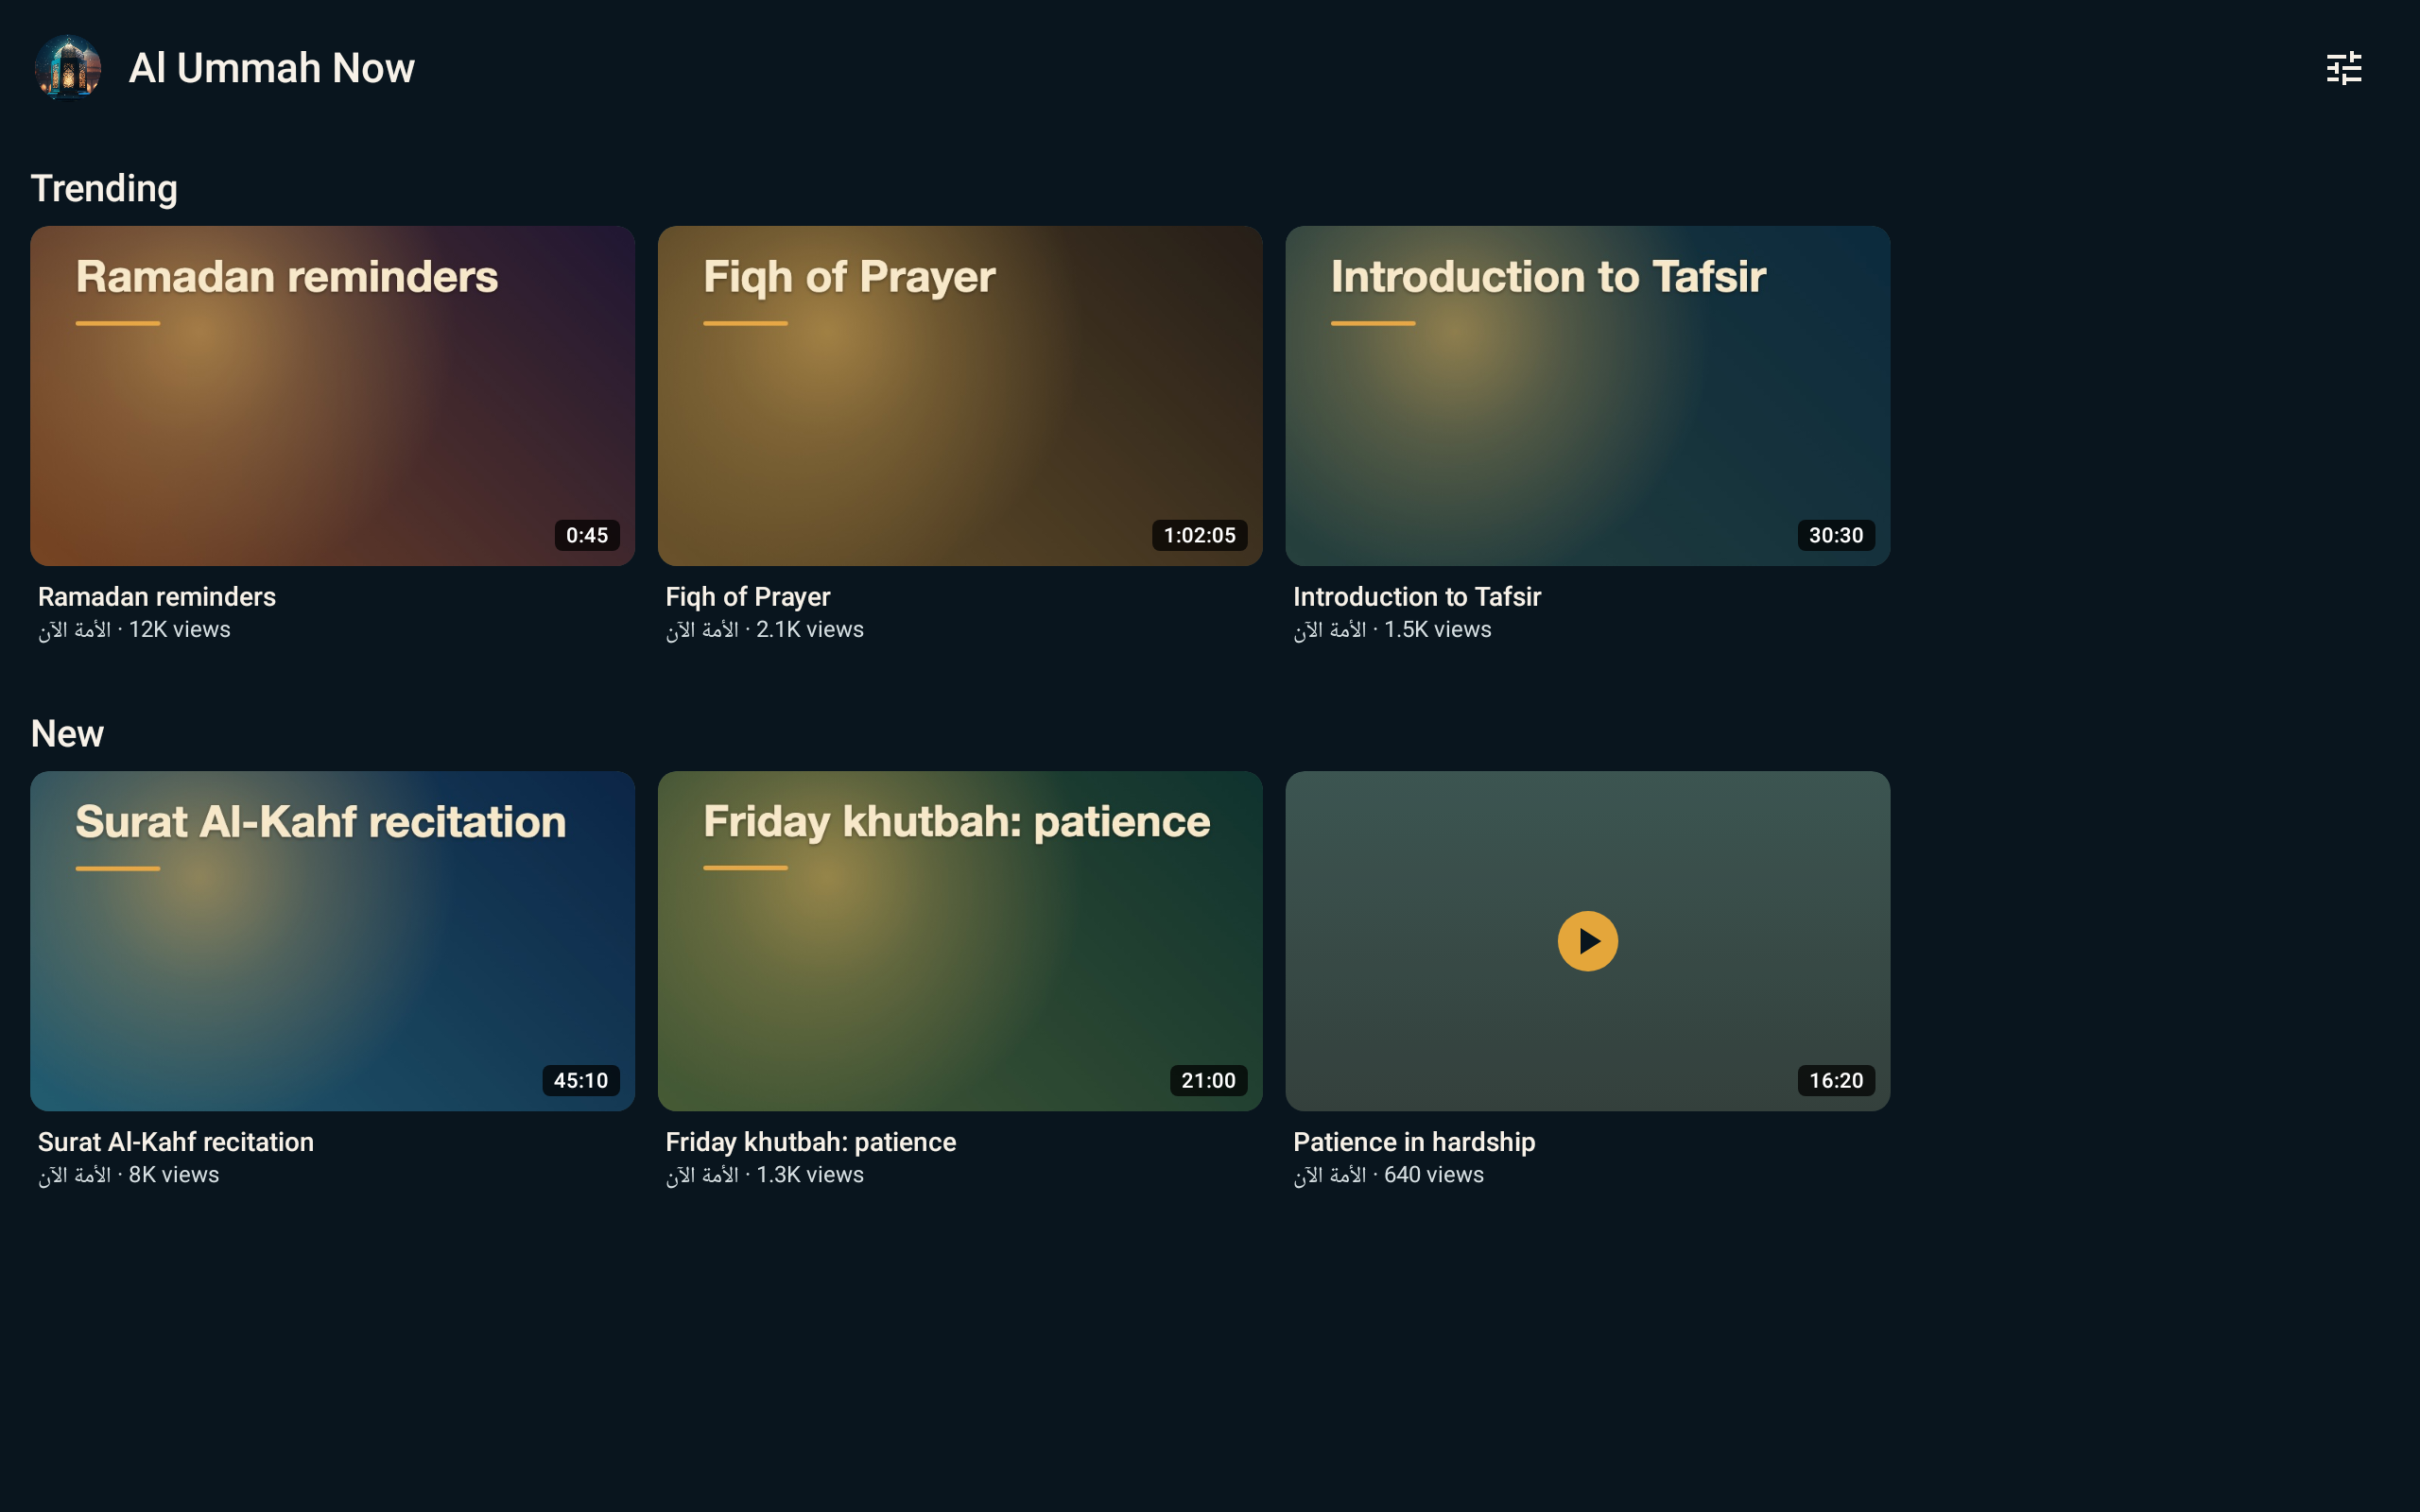 Al Ummah Now
Trending
Ramadan reminders
0:45
Ramadan reminders
الأمة الآن · 12K views
Fiqh of Prayer
1:02:05
Fiqh of Prayer
الأمة الآن · 2.1K views
Introduction to Tafsir
30:30
Introduction to Tafsir
الأمة الآن · 1.5K views
New
Surat Al-Kahf recitation
45:10
Surat Al-Kahf recitation
الأمة الآن · 8K views
Friday khutbah: patience
21:00
Friday khutbah: patience
الأمة الآن · 1.3K views
16:20
Patience in hardship
الأمة الآن · 640 views